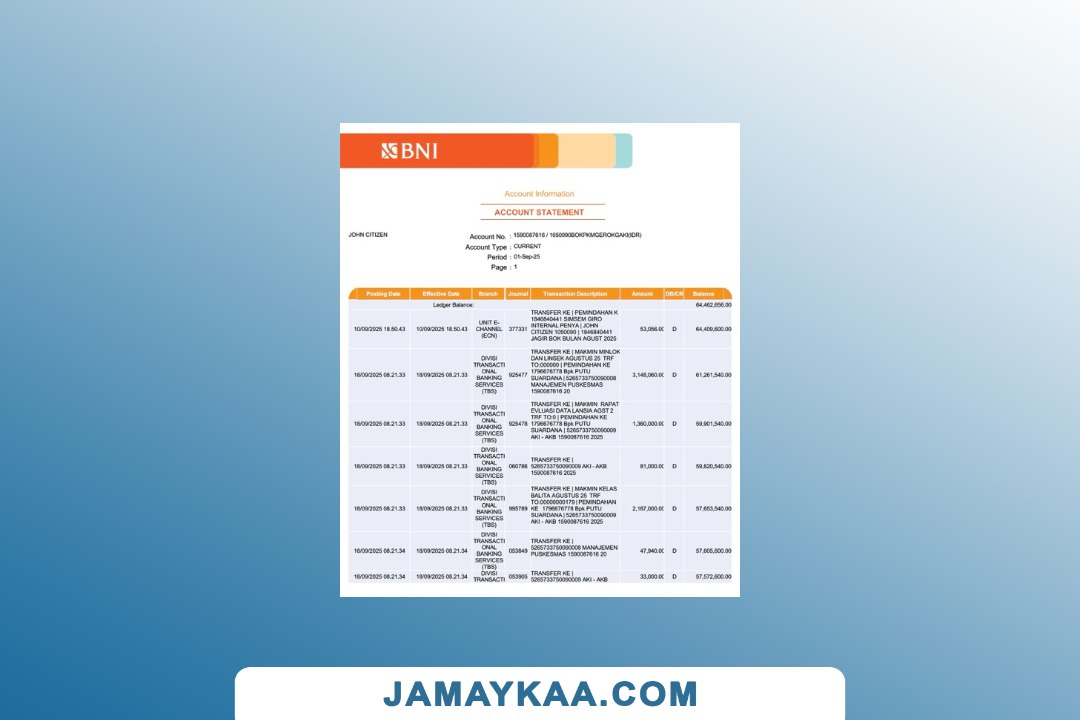 BNI
Account Information
ACCOUNT STATEMENT
JOHN CITIZEN
Account No. : 1590087616 / 1050990BOKPKMGEROKGAKI(IDR)
Account Type : CURRENT
Period : 01-Sep-25
Page : 1
Posting Date Effective Date Branch Journal Transaction Description Amount DB/CR Balance
Ledger Balance: 64,462,656.00
10/09/2025 18.50.43 10/09/2025 18.50.43
UNIT E-
CHANNEL
(ECN)
377331
TRANSFER KE | PEMINDAHAN K
1846840441 SIMSEM GIRO
INTERNAL PENYA | JOHN
CITIZEN 1050090 | 1846840441
JAGIR BOK BULAN AGUST 2025
53,056.00 D 64,409,600.00
18/09/2025 08.21.33 18/09/2025 08.21.33
DIVISI
TRANSACTI
ONAL
BANKING
SERVICES
(TBS)
925477
TRANSFER KE | MAKMIN MINLOK
DAN LINSEK AGUSTUS 25 TRF
TO:000000 | PEMINDAHAN KE
1796676778 Bpk PUTU
SUARDANA | 5265733750090008
MANAJEMEN PUSKESMAS
1590087616 20
3,148,060.00 D 61,261,540.00
18/09/2025 08.21.33 18/09/2025 08.21.33
DIVISI
TRANSACTI
ONAL
BANKING
SERVICES
(TBS)
925478
TRANSFER KE | MAKMIN RAPAT
EVLUASI DATA LANSIA AGST 2
TRF TO:0 | PEMINDAHAN KE
1796676778 Bpk PUTU
SUARDANA | 5265733750090009
AKI - AKB 1590087616 2025
1,360,000.00 D 59,901,540.00
18/09/2025 08.21.33 18/09/2025 08.21.33
DIVISI
TRANSACTI
ONAL
BANKING
SERVICES
(TBS)
060786
TRANSFER KE |
5265733750090009 AKI - AKB
1590087616 2025
81,000.00 D 59,820,540.00
18/09/2025 08.21.33 18/09/2025 08.21.33
DIVISI
TRANSACTI
ONAL
BANKING
SERVICES
(TBS)
995789
TRANSFER KE | MAKMIN KELAS
BALITA AGUSTUS 25 TRF
TO:00000000179 | PEMINDAHAN
KE 1796676778 Bpk PUTU
SUARDANA | 5265733750090009
AKI - AKB 1590087616 2025
2,167,000.00 D 57,653,540.00
18/09/2025 08.21.34 18/09/2025 08.21.34
DIVISI
TRANSACTI
ONAL
BANKING
SERVICES
(TBS)
053849
TRANSFER KE |
5265733750090008 MANAJEMEN
PUSKESMAS 1590087616 20
47,940.00 D 57,605,600.00
18/09/2025 08.21.34 18/09/2025 08.21.34
DIVISI
TRANSACTI
053905
TRANSFER KE |
5265733750090009 AKI - AKB
33,000.00 D 57,572,600.00
JAMAYKAA.COM